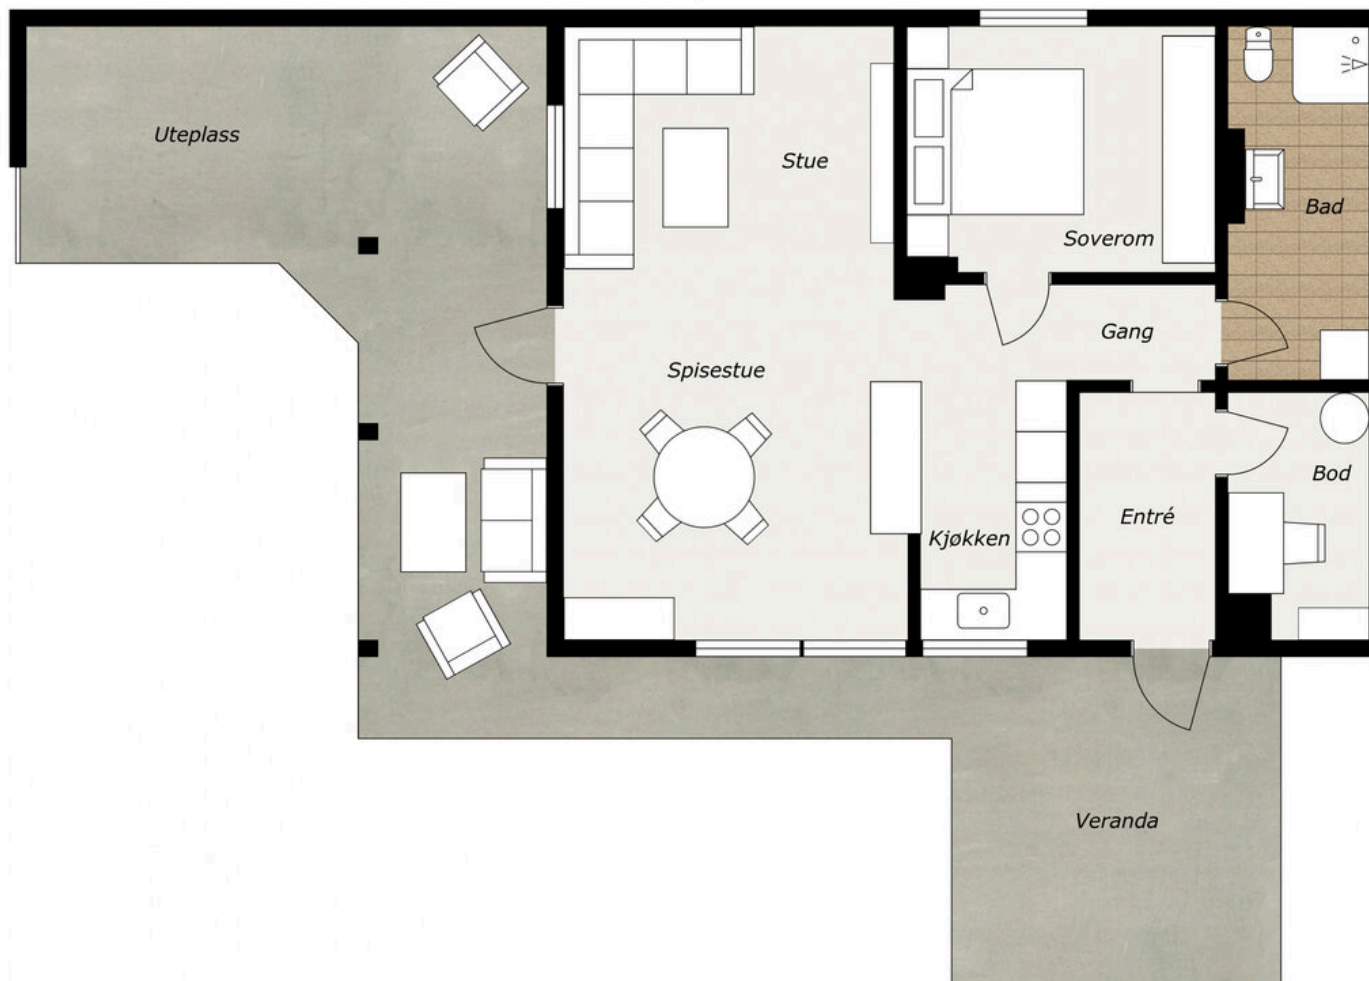 Uteplass
Stue
Soverom
Bad
Gang
Spisestue
Kjøkken
Entré
Bod
Veranda